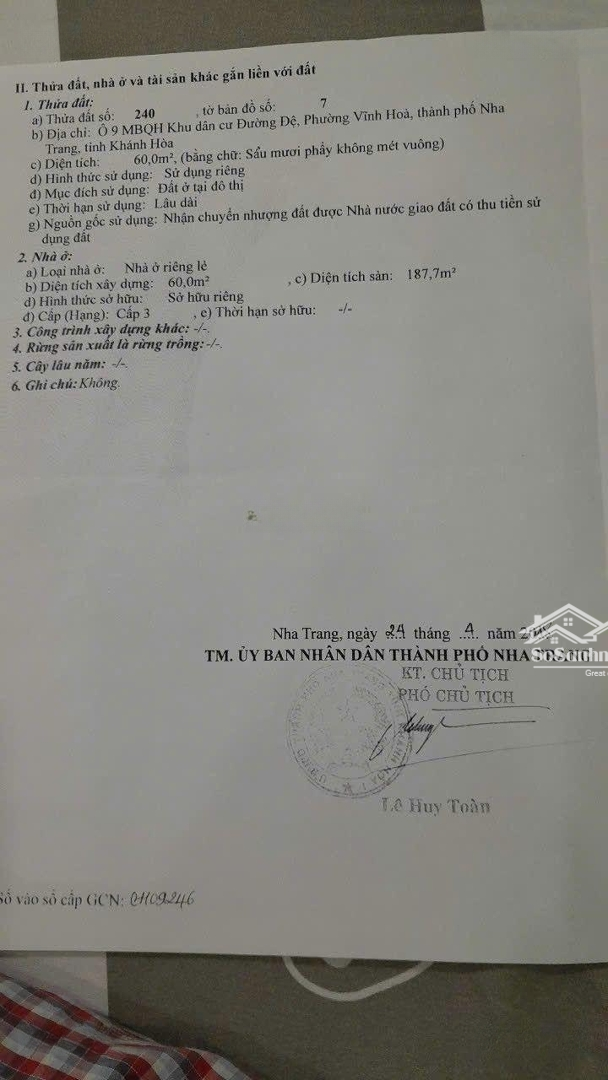 II. Thửa đất, nhà ở và tài sản khác gắn liền với đất
1. Thửa đất:
a) Thửa đất số: 240 , tờ bản đồ số: 7
b) Địa chỉ: Ô 9 MBQH Khu dân cư Đường Đệ, Phường Vĩnh Hoà, thành phố Nha
Trang, tỉnh Khánh Hòa
c) Diện tích: 60,0m², (bằng chữ: Sẩu mươi phẩy không mét vuông)
d) Hình thức sử dụng: Sử dụng riêng
đ) Mục đích sử dụng: Đất ở tại đô thị
e) Thời hạn sử dụng: Lâu dài
g) Nguồn gốc sử dụng: Nhận chuyển nhượng đất được Nhà nước giao đất có thu tiền sử
dụng đất
2. Nhà ở:
a) Loại nhà ở: Nhà ở riêng lẻ
b) Diện tích xây dựng: 60,0m² , c) Diện tích sàn: 187,7m²
d) Hình thức sở hữu: Sở hữu riêng
đ) Cấp (Hạng): Cấp 3 , e) Thời hạn sở hữu: -/-
3. Công trình xây dựng khác: -/-.
4. Rừng sản xuất là rừng trồng: -/-.
5. Cây lâu năm: -/-.
6. Ghi chú: Không.
Nha Trang, ngày 24 tháng 4 năm
TM. ỦY BAN NHÂN DÂN THÀNH PHỐ NHA TRANG
KT. CHỦ TỊCH
PHÓ CHỦ TỊCH
Lê Huy Toàn
Số vào sổ cấp GCN: CH09246